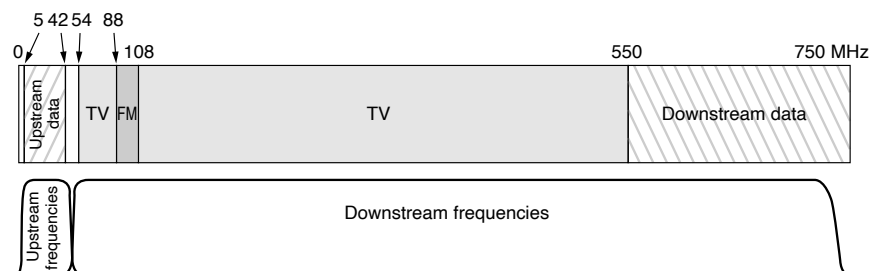 5 42 54 88
0 108 550 750 MHz
Upstream
data
TV FM TV Downstream data
Upstream
frequencies
Downstream frequencies